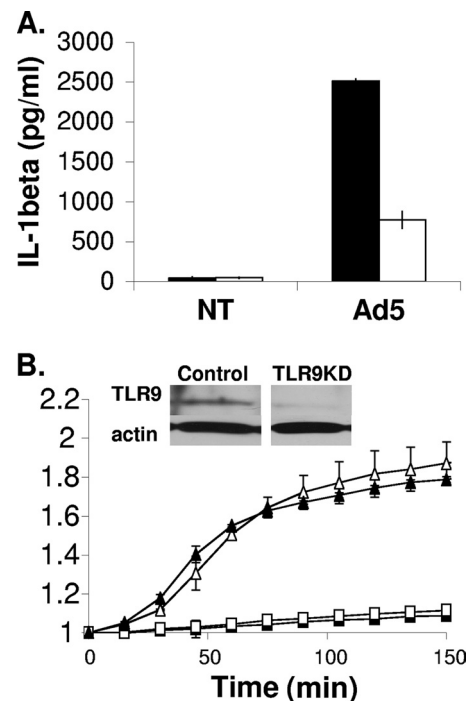 A.
IL-1beta (pg/ml)
3000
2500
2000
1500
1000
500
0
NT Ad5
B.
Control TLR9KD
TLR9
actin
2.2
2
1.8
1.6
1.4
1.2
1
0 50 100 150
Time (min)